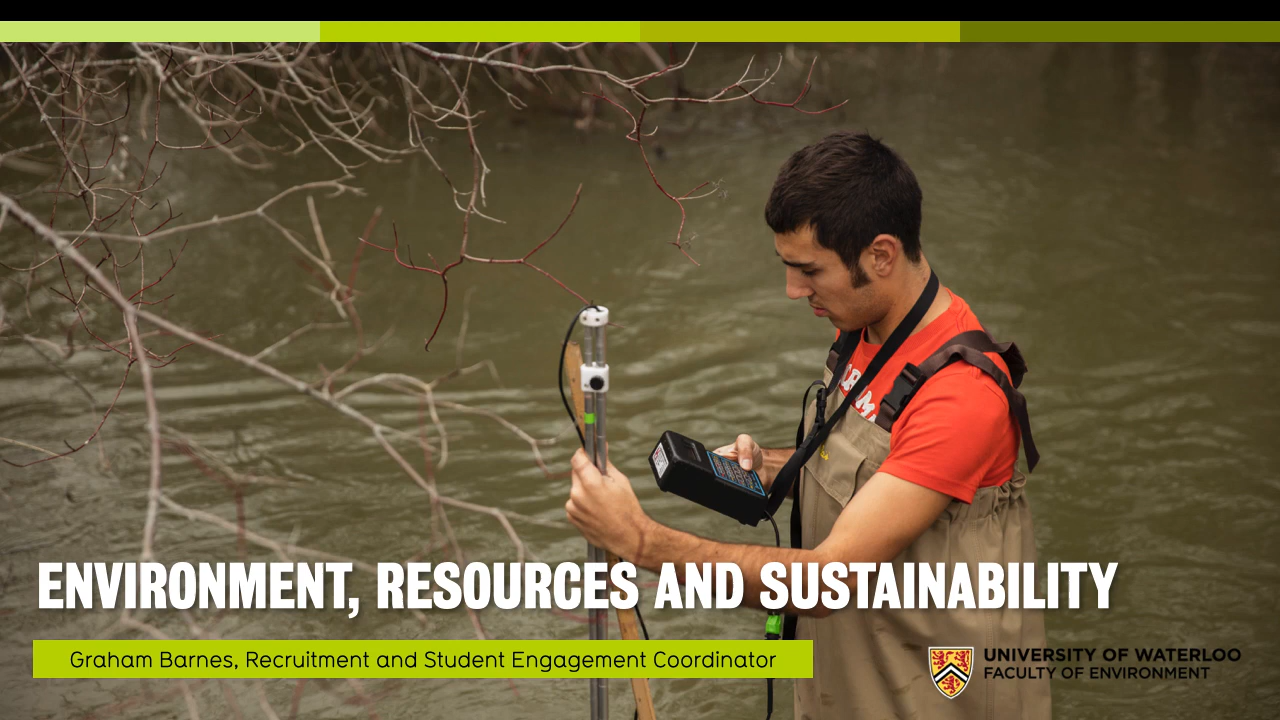 ENVIRONMENT, RESOURCES AND SUSTAINABILITY
Graham Barnes, Recruitment and Student Engagement Coordinator
UNIVERSITY OF WATERLOO
FACULTY OF ENVIRONMENT